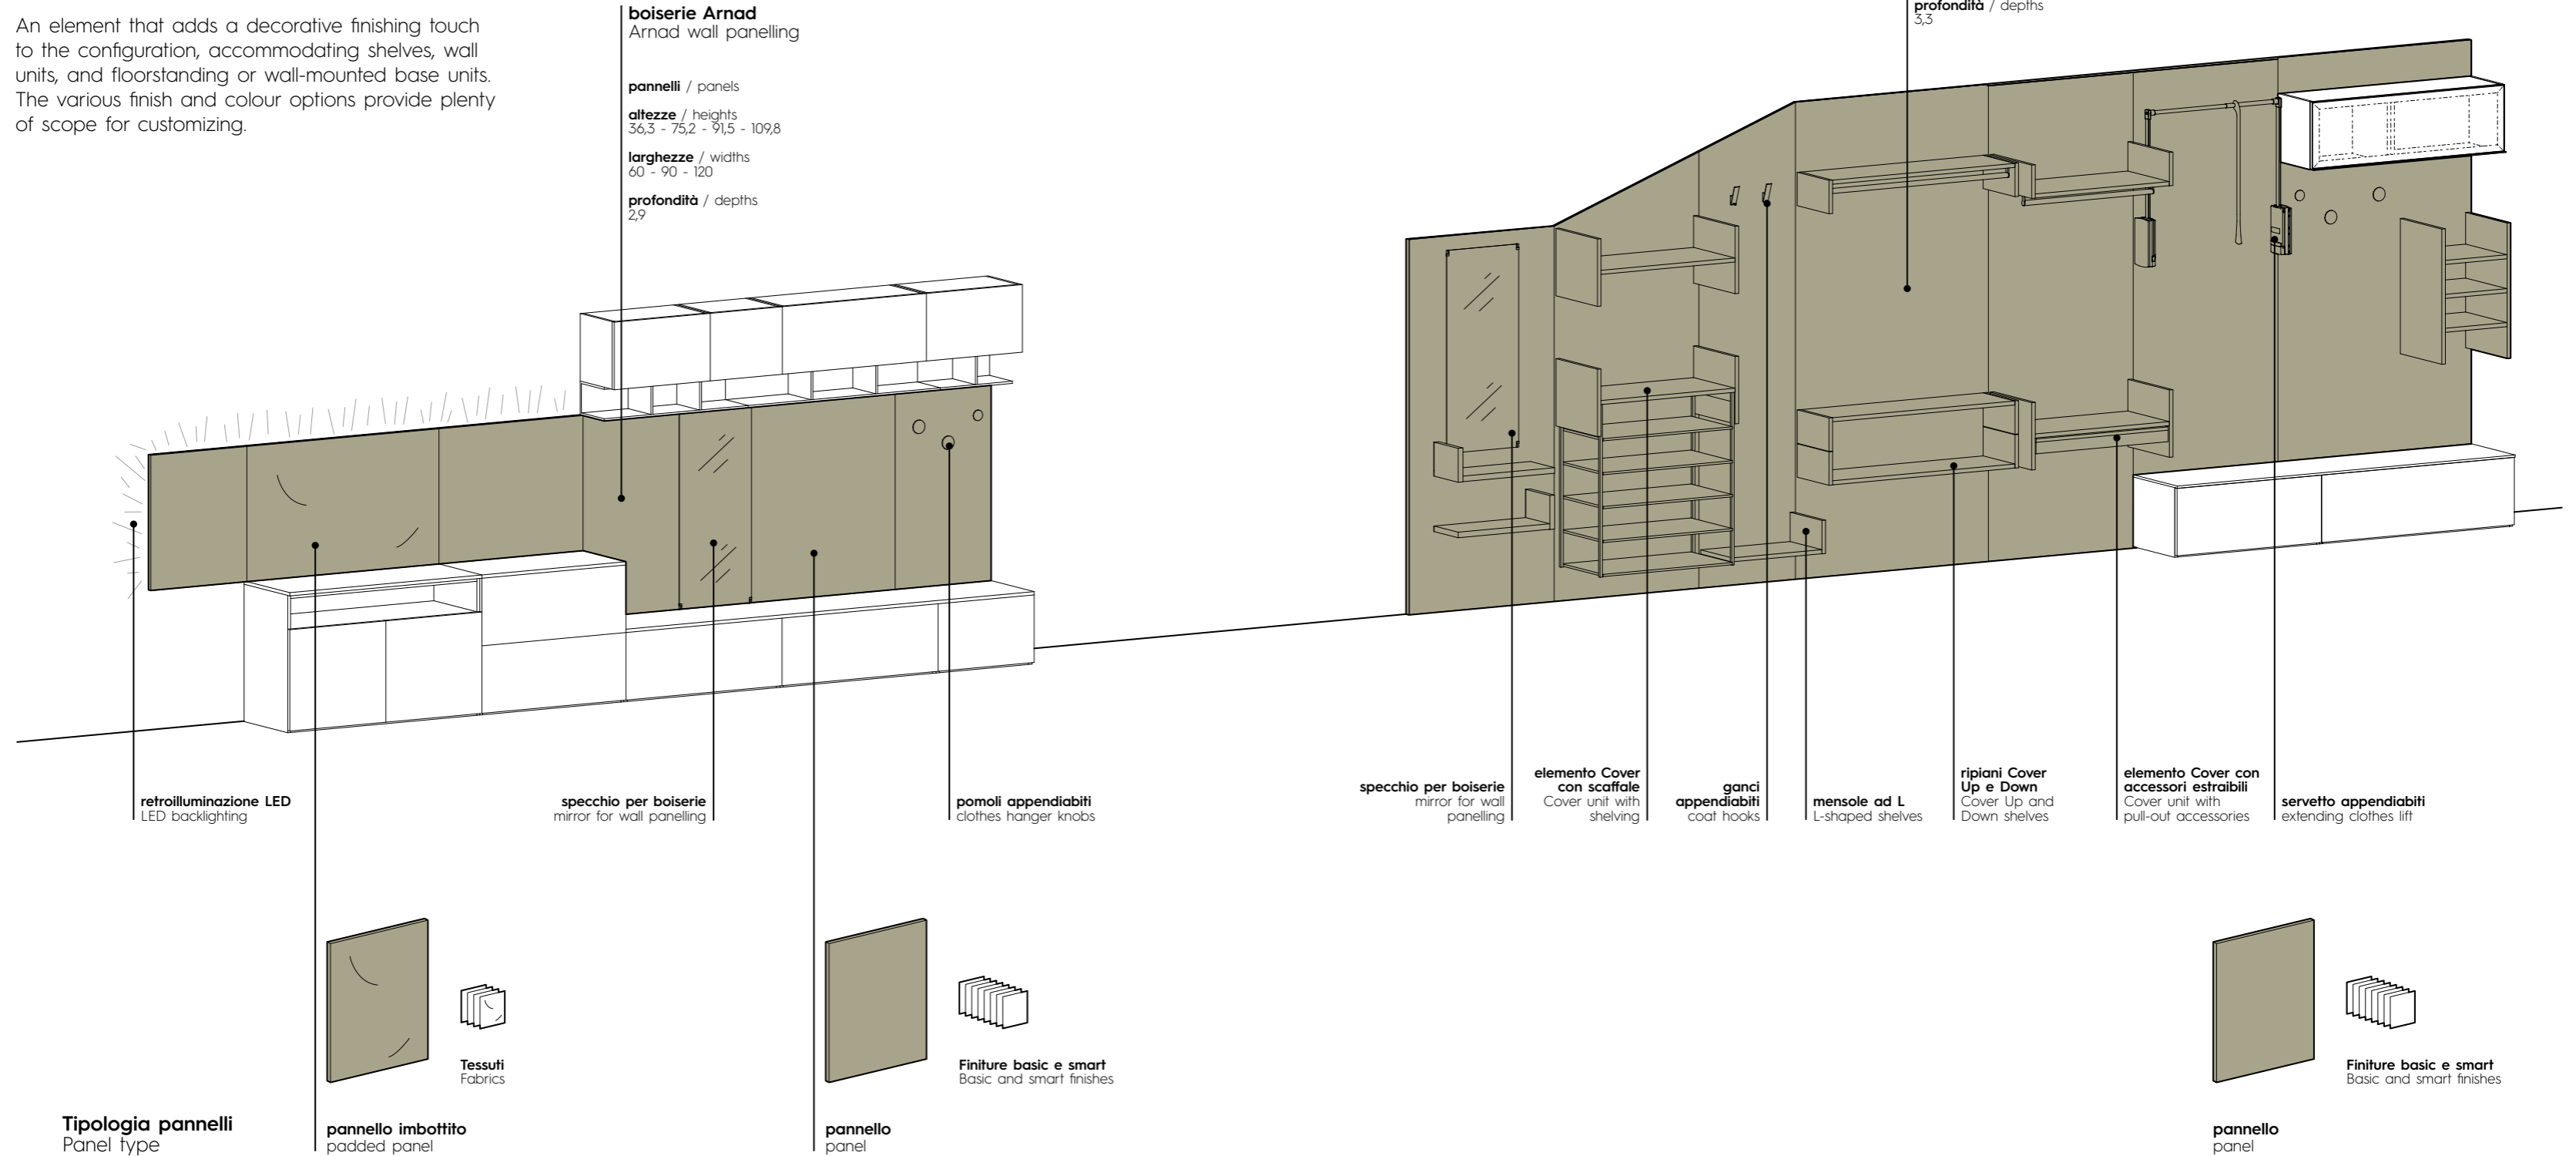 An element that adds a decorative finishing touch
to the configuration, accommodating shelves, wall
units, and floorstanding or wall-mounted base units.
The various finish and colour options provide plenty
of scope for customizing.
boiserie Arnad
Arnad wall panelling
pannelli / panels
altezze / heights
36,3 - 75,2 - 91,5 - 109,8
larghezze / widths
60 - 90 - 120
profondità / depths
2,9
profondità / depths
3,3
retroilluminazione LED
LED backlighting
specchio per boiserie
mirror for wall panelling
pomoli appendiabiti
clothes hanger knobs
specchio per boiserie
mirror for wall
panelling
elemento Cover
con scaffale
Cover unit with
shelving
ganci
appendiabiti
coat hooks
mensole ad L
L-shaped shelves
ripiani Cover
Up e Down
Cover Up and
Down shelves
elemento Cover con
accessori estraibili
Cover unit with
pull-out accessories
servetto appendiabiti
extending clothes lift
Tessuti
Fabrics
Finiture basic e smart
Basic and smart finishes
Finiture basic e smart
Basic and smart finishes
Tipologia pannelli
Panel type
pannello imbottito
padded panel
pannello
panel
pannello
panel